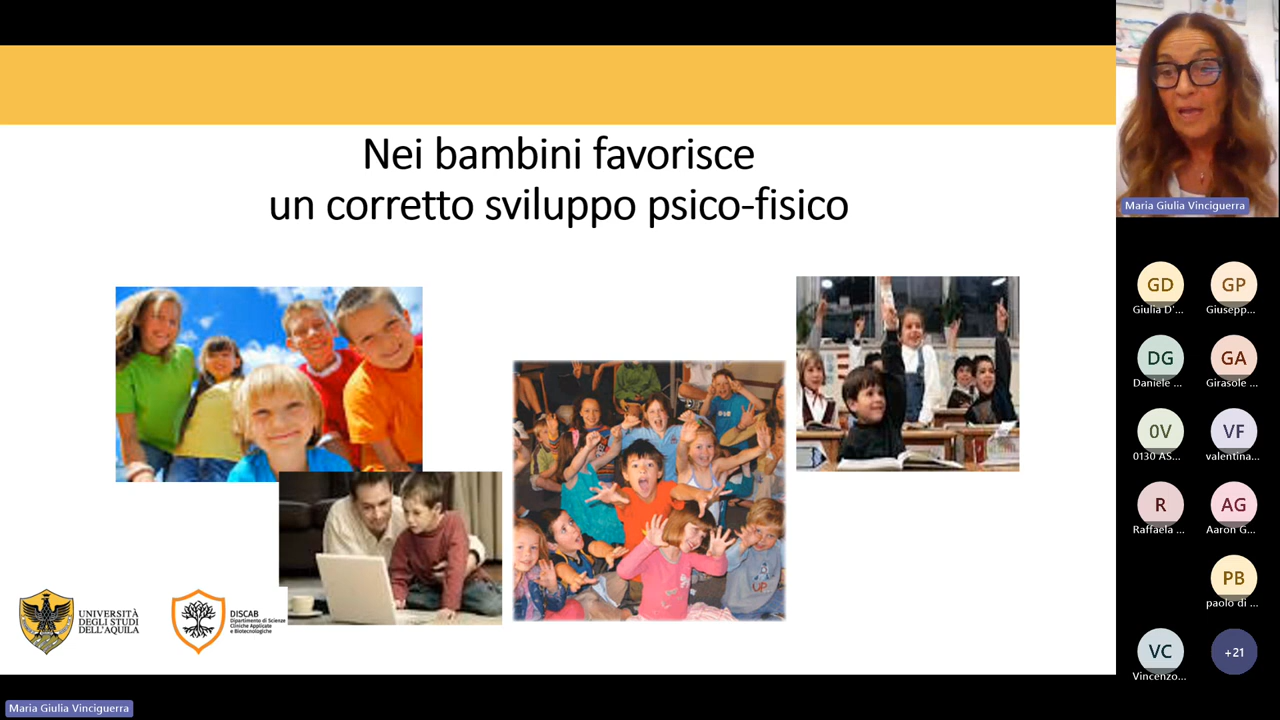 Nei bambini favorisce
un corretto sviluppo psico-fisico
UNIVERSITÀ
DEGLI STUDI
DELL'AQUILA
DISCAB
Dipartimento di Scienze
Cliniche Applicate
e Biotecnologiche
Maria Giulia Vinciguerra
GD
GP
Giulia D'...
Giusepp...
DG
GA
Daniele ...
Girasole ...
0V
VF
0130 AS...
valentina...
R
AG
Raffaela ...
Aaron G...
PB
paolo di ...
VC
+21
Vincenzo...
Maria Giulia Vinciguerra